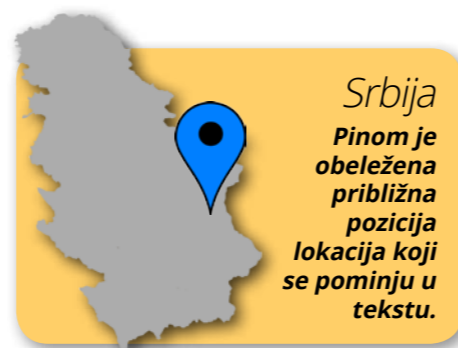 Srbija
Pinom je
obeležena
približna
pozicija
lokacija koji
se pominju u
tekstu.